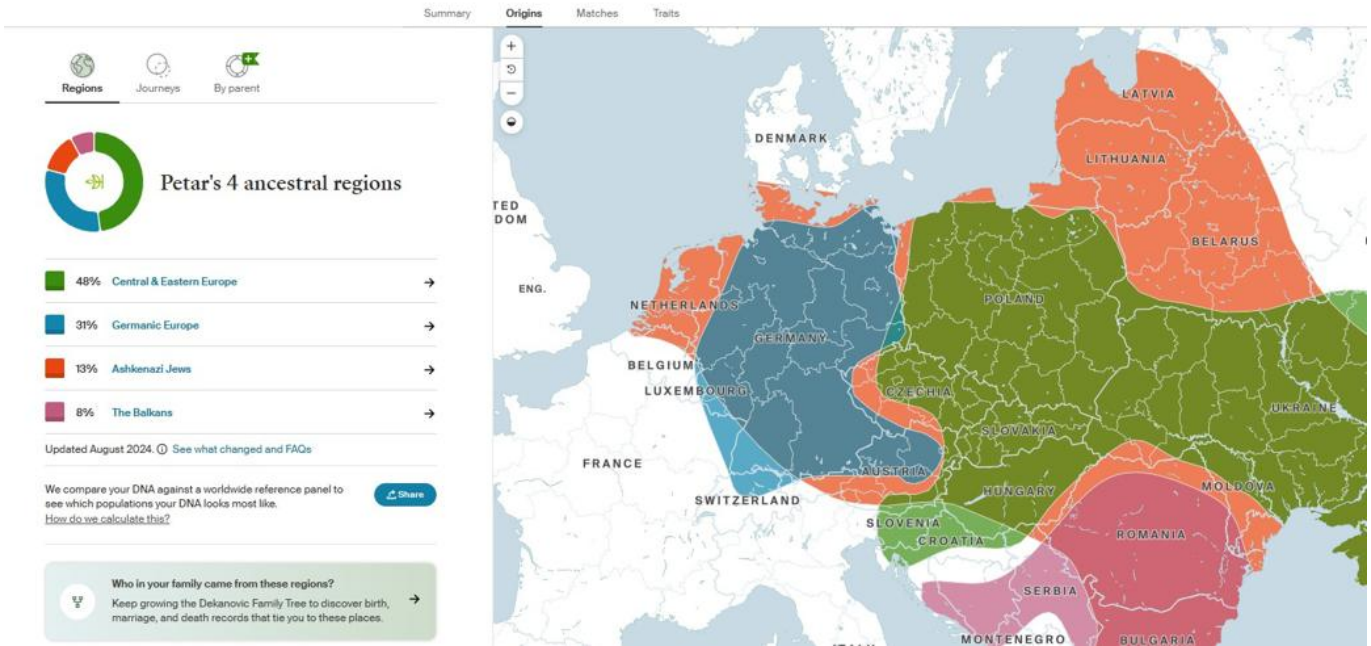 Summary Origins Matches Traits
Regions Journeys By parent
Petar's 4 ancestral regions
48% Central & Eastern Europe
31% Germanic Europe
13% Ashkenazi Jews
8% The Balkans
Updated August 2024. See what changed and FAQs
We compare your DNA against a worldwide reference panel to
see which populations your DNA looks most like.
How do we calculate this?
Share
Who in your family came from these regions?
Keep growing the Dekanovic Family Tree to discover birth,
marriage, and death records that tie you to these places.
LATVIA
DENMARK
LITHUANIA
TED
DOM
BELARUS
ENG.
NETHERLANDS
POLAND
GERMANY
BELGIUM
LUXEMBOURG
CZECHIA
UKRAINE
SLOVAKIA
FRANCE
AUSTRIA
SWITZERLAND
HUNGARY
MOLDOVA
SLOVENIA
CROATIA
ROMANIA
SERBIA
MONTENEGRO
BULGARIA